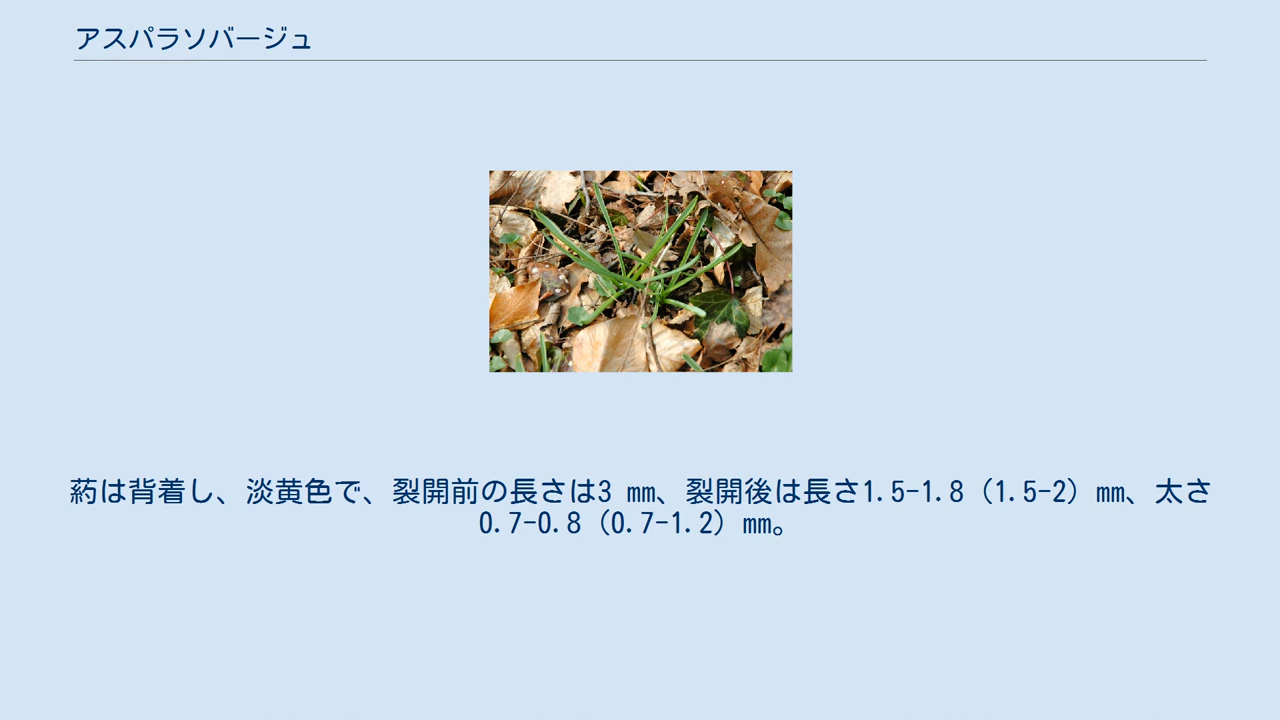 アスパラソバージュ
葯は背着し、淡黄色で、裂開前の長さは3 mm、裂開後は長さ1.5-1.8（1.5-2）mm、太さ
0.7-0.8（0.7-1.2）mm。